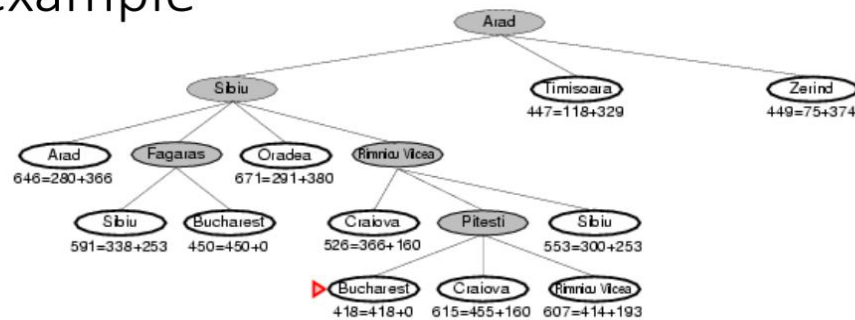 example
Arad
Sibiu Timisoara Zerind
447=118+329 449=75+374
Arad Fagaras Oradea Rimnicu Vilcea
646=280+366 671=291+380
Sibiu Bucharest Craiova Pitesti Sibiu
591=338+253 450=450+0 526=366+160 553=300+253
Bucharest Craiova Rimnicu Vilcea
418=418+0 615=455+160 607=414+193